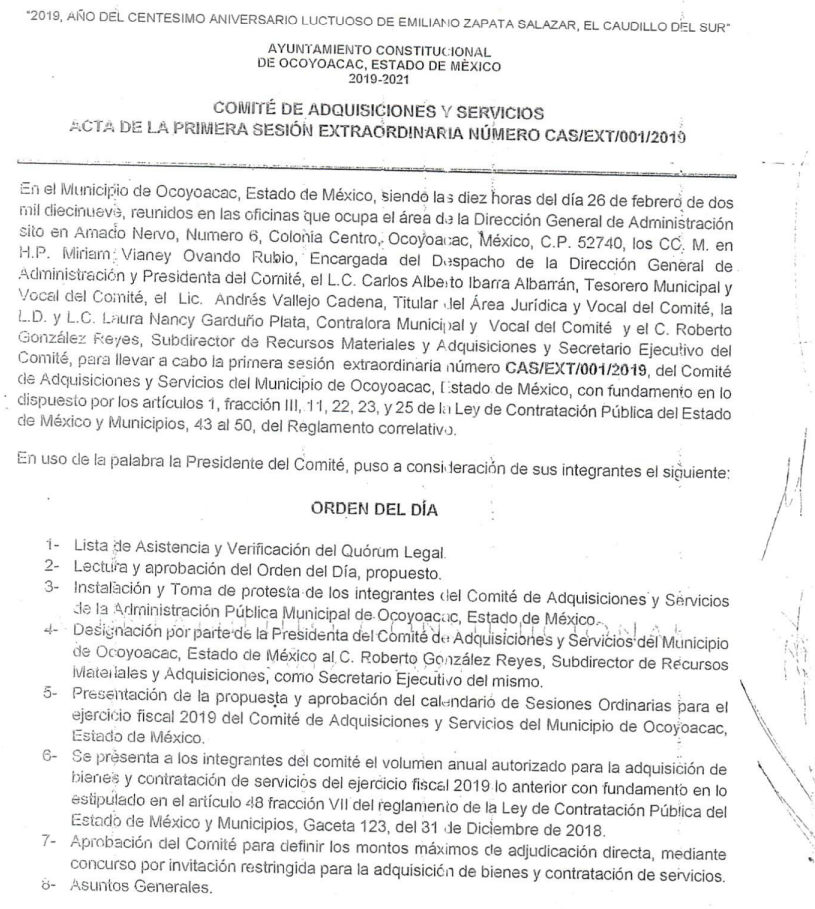 "2019, AÑO DEL CENTESIMO ANIVERSARIO LUCTUOSO DE EMILIANO ZAPATA SALAZAR, EL CAUDILLO DEL SUR"
AYUNTAMIENTO CONSTITUCIONAL
DE OCOYOACAC, ESTADO DE MÈXICO
2019-2021
COMITÉ DE ADQUISICIONES Y SERVICIOS
ACTA DE LA PRIMERA SESIÓN EXTRAORDINARIA NÚMERO CAS/EXT/001/2019
En el Municipio de Ocoyoacac, Estado de México, siendo las diez horas del día 26 de febrero de dos
mil diecinueve, reunidos en las oficinas que ocupa el área de la Dirección General de Administración
sito en Amado Nervo, Numero 6, Colonia Centro, Ocoyoacac, México, C.P. 52740, los CC. M. en
H.P. Miriam Vianey Ovando Rubio, Encargada del Despacho de la Dirección General de
Administración y Presidenta del Comité, el L.C. Carlos Alberto Ibarra Albarrán, Tesorero Municipal y
Vocal del Comité, el Lic. Andrés Vallejo Cadena, Titular del Área Jurídica y Vocal del Comité, la
L.D. y L.C. Laura Nancy Garduño Plata, Contralora Municipal y Vocal del Comité y el C. Roberto
González Reyes, Subdirector de Recursos Materiales y Adquisiciones y Secretario Ejecutivo del
Comité, para llevar a cabo la primera sesión extraordinaria número CAS/EXT/001/2019, del Comité
de Adquisiciones y Servicios del Municipio de Ocoyoacac, Estado de México, con fundamento en lo
dispuesto por los artículos 1, fracción III, 11, 22, 23, y 25 de la Ley de Contratación Pública del Estado
de México y Municipios, 43 al 50, del Reglamento correlativo.
En uso de la palabra la Presidente del Comité, puso a consideración de sus integrantes el siguiente:
ORDEN DEL DÍA
1- Lista de Asistencia y Verificación del Quórum Legal.
2- Lectura y aprobación del Orden del Día, propuesto.
3- Instalación y Toma de protesta de los integrantes del Comité de Adquisiciones y Servicios
de la Administración Pública Municipal de Ocoyoacac, Estado de México.
4- Designación por parte de la Presidenta del Comité de Adquisiciones y Servicios del Municipio
de Ocoyoacac, Estado de México al C. Roberto González Reyes, Subdirector de Recursos
Materiales y Adquisiciones, como Secretario Ejecutivo del mismo.
5- Presentación de la propuesta y aprobación del calendario de Sesiones Ordinarias para el
ejercicio fiscal 2019 del Comité de Adquisiciones y Servicios del Municipio de Ocoyoacac,
Estado de México.
6- Se presenta a los integrantes del comité el volumen anual autorizado para la adquisición de
bienes y contratación de servicios del ejercicio fiscal 2019 lo anterior con fundamento en lo
estipulado en el artículo 48 fracción VII del reglamento de la Ley de Contratación Pública del
Estado de México y Municipios, Gaceta 123, del 31 de Diciembre de 2018.
7- Aprobación del Comité para definir los montos máximos de adjudicación directa, mediante
concurso por invitación restringida para la adquisición de bienes y contratación de servicios.
8- Asuntos Generales.